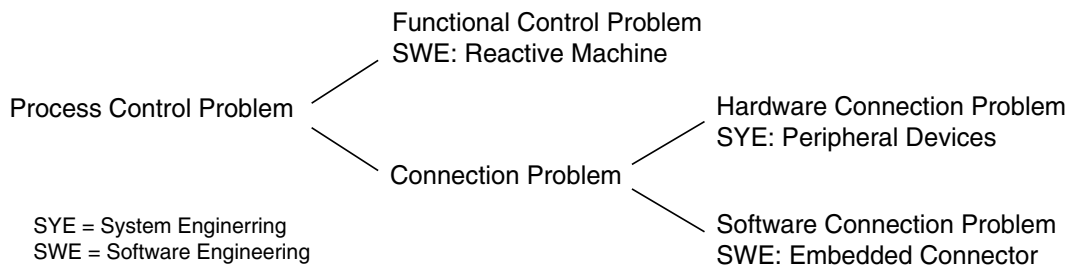 Functional Control Problem
SWE: Reactive Machine
Process Control Problem
Hardware Connection Problem
SYE: Peripheral Devices
Connection Problem
Software Connection Problem
SWE: Embedded Connector
SYE = System Enginerring
SWE = Software Engineering